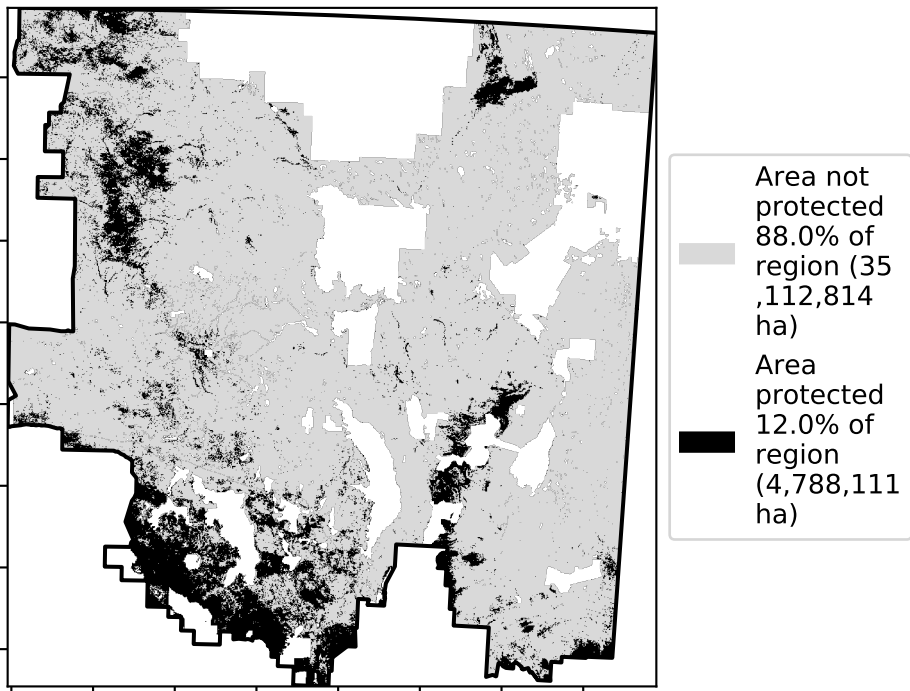 Area not
protected
88.0% of
region (35
,112,814
ha)
Area
protected
12.0% of
region
(4,788,111
ha)